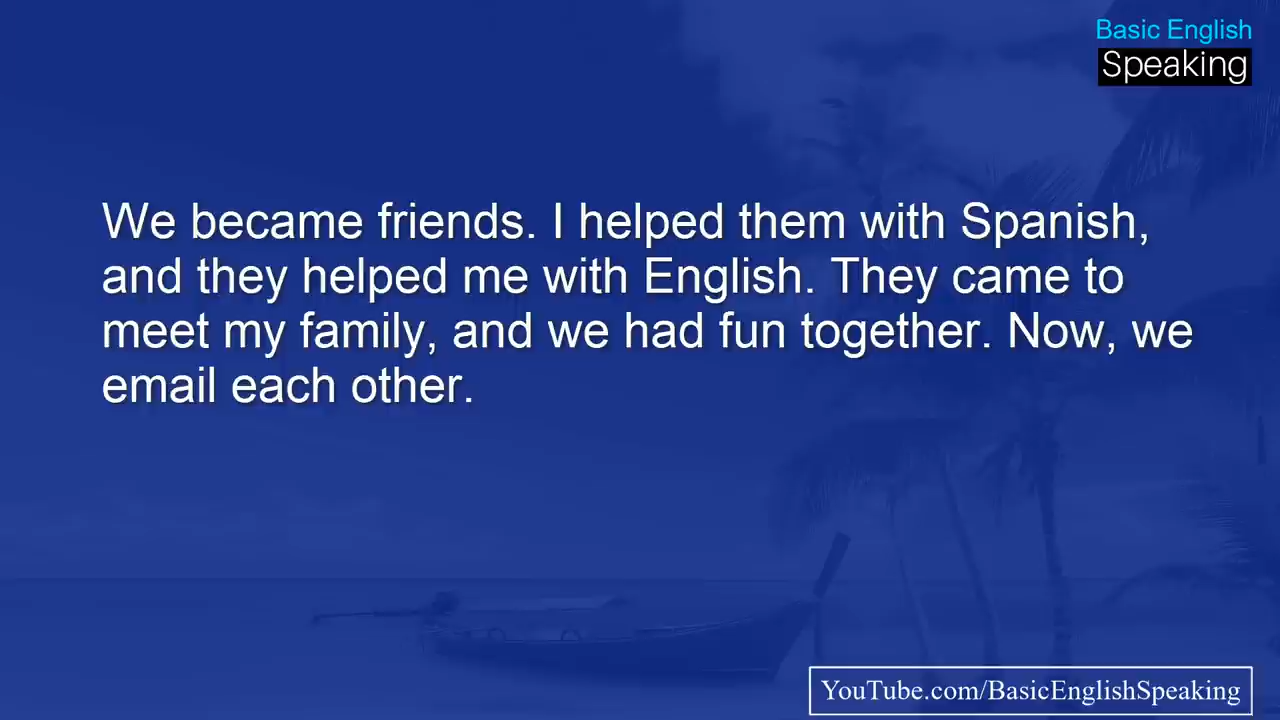 Basic English
Speaking
We became friends. I helped them with Spanish,
and they helped me with English. They came to
meet my family, and we had fun together. Now, we
email each other.
YouTube.com/BasicEnglishSpeaking